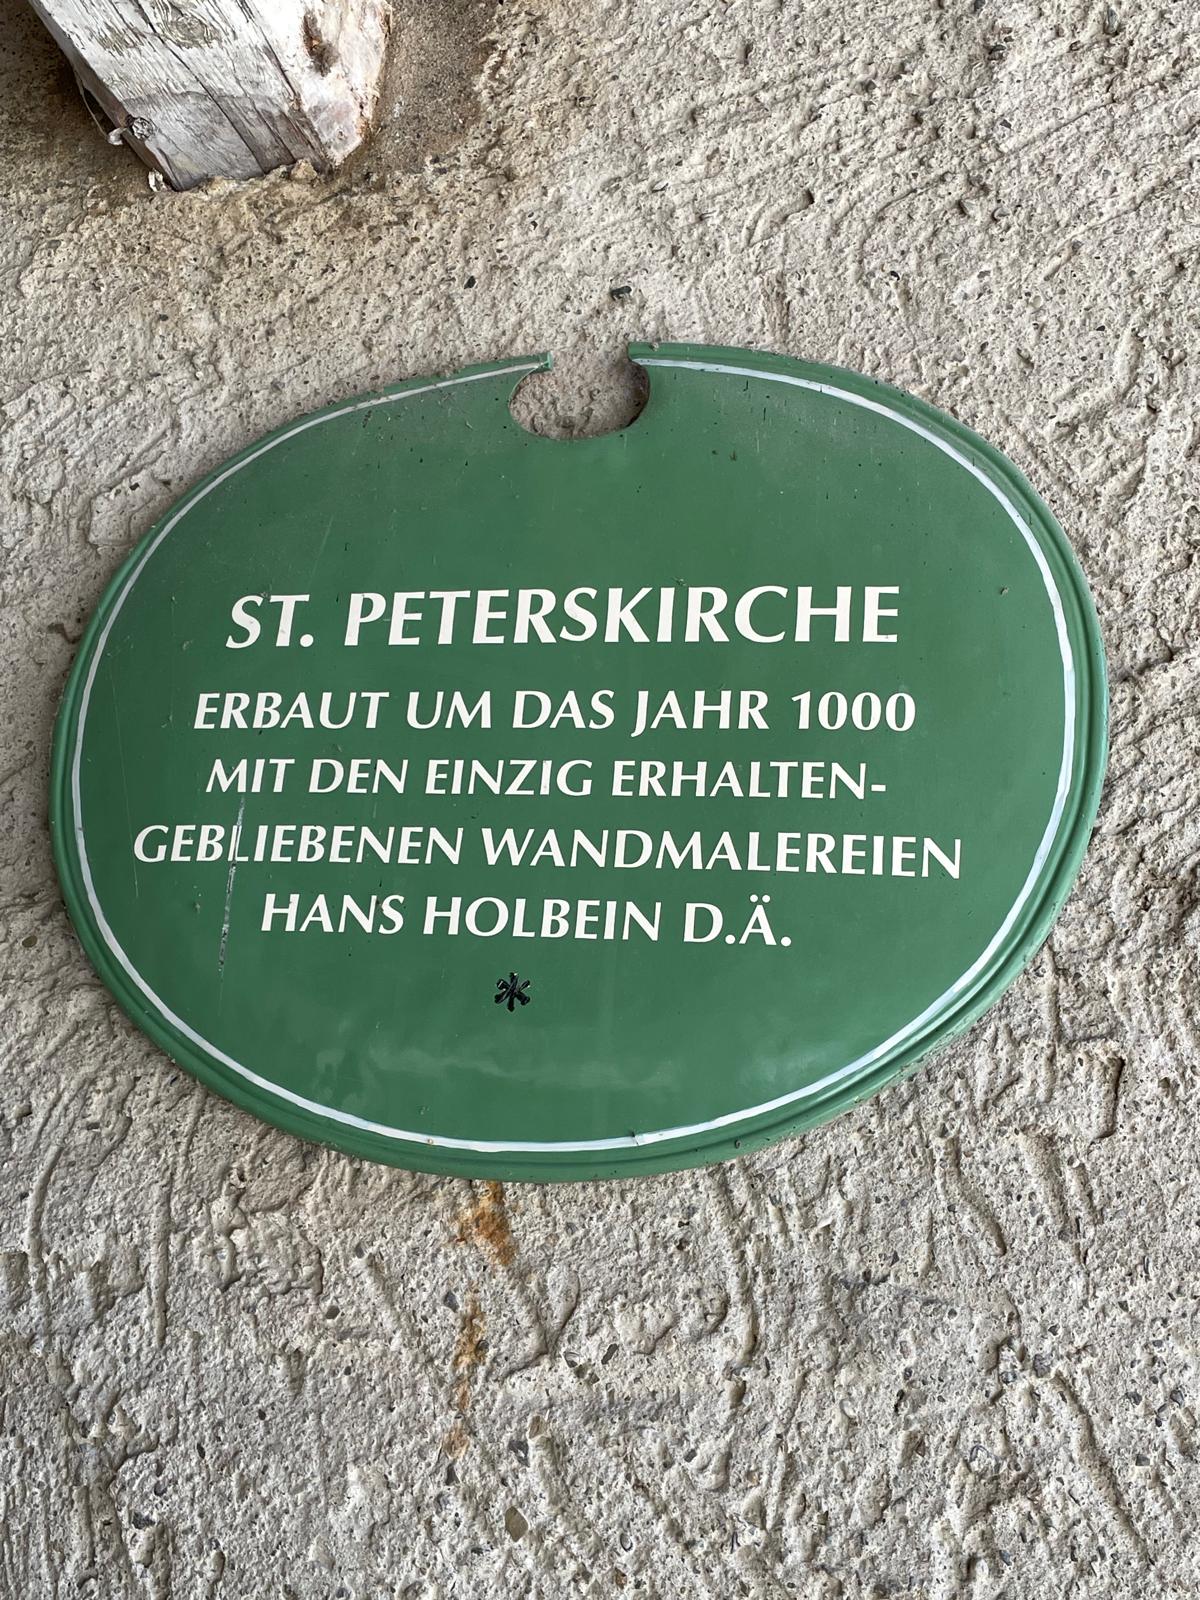 ST. PETERSKIRCHE
ERBAUT UM DAS JAHR 1000
MIT DEN EINZIG ERHALTEN-
GEBLIEBENEN WANDMALEREIEN
HANS HOLBEIN D.Ä.